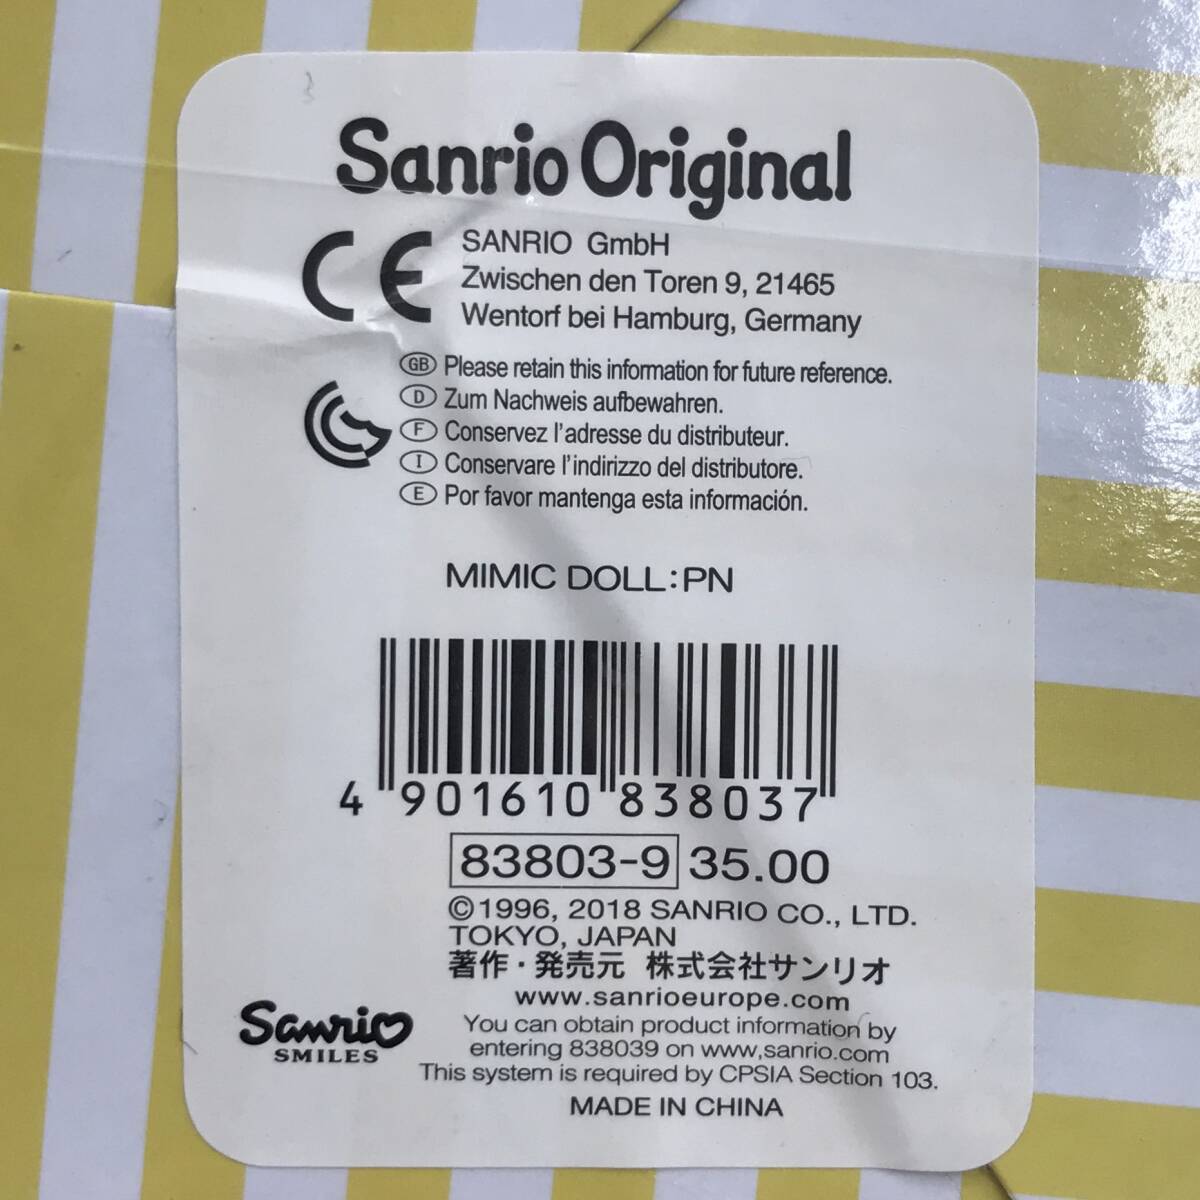 Sanrio Original
CE
SANRIO GmbH
Zwischen den Toren 9, 21465
Wentorf bei Hamburg, Germany
GB Please retain this information for future reference.
D Zum Nachweis aufbewahren.
F Conservez l'adresse du distributeur.
I Conservare l'indirizzo del distributore.
E Por favor mantenga esta información.
MIMIC DOLL:PN
4 901610 838037
83803-9 35.00
©1996, 2018 SANRIO CO., LTD.
TOKYO, JAPAN
著作・発売元 株式会社サンリオ
www.sanrioeurope.com
Sanrio
SMILES
You can obtain product information by
entering 838039 on www,sanrio.com
This system is required by CPSIA Section 103.
MADE IN CHINA